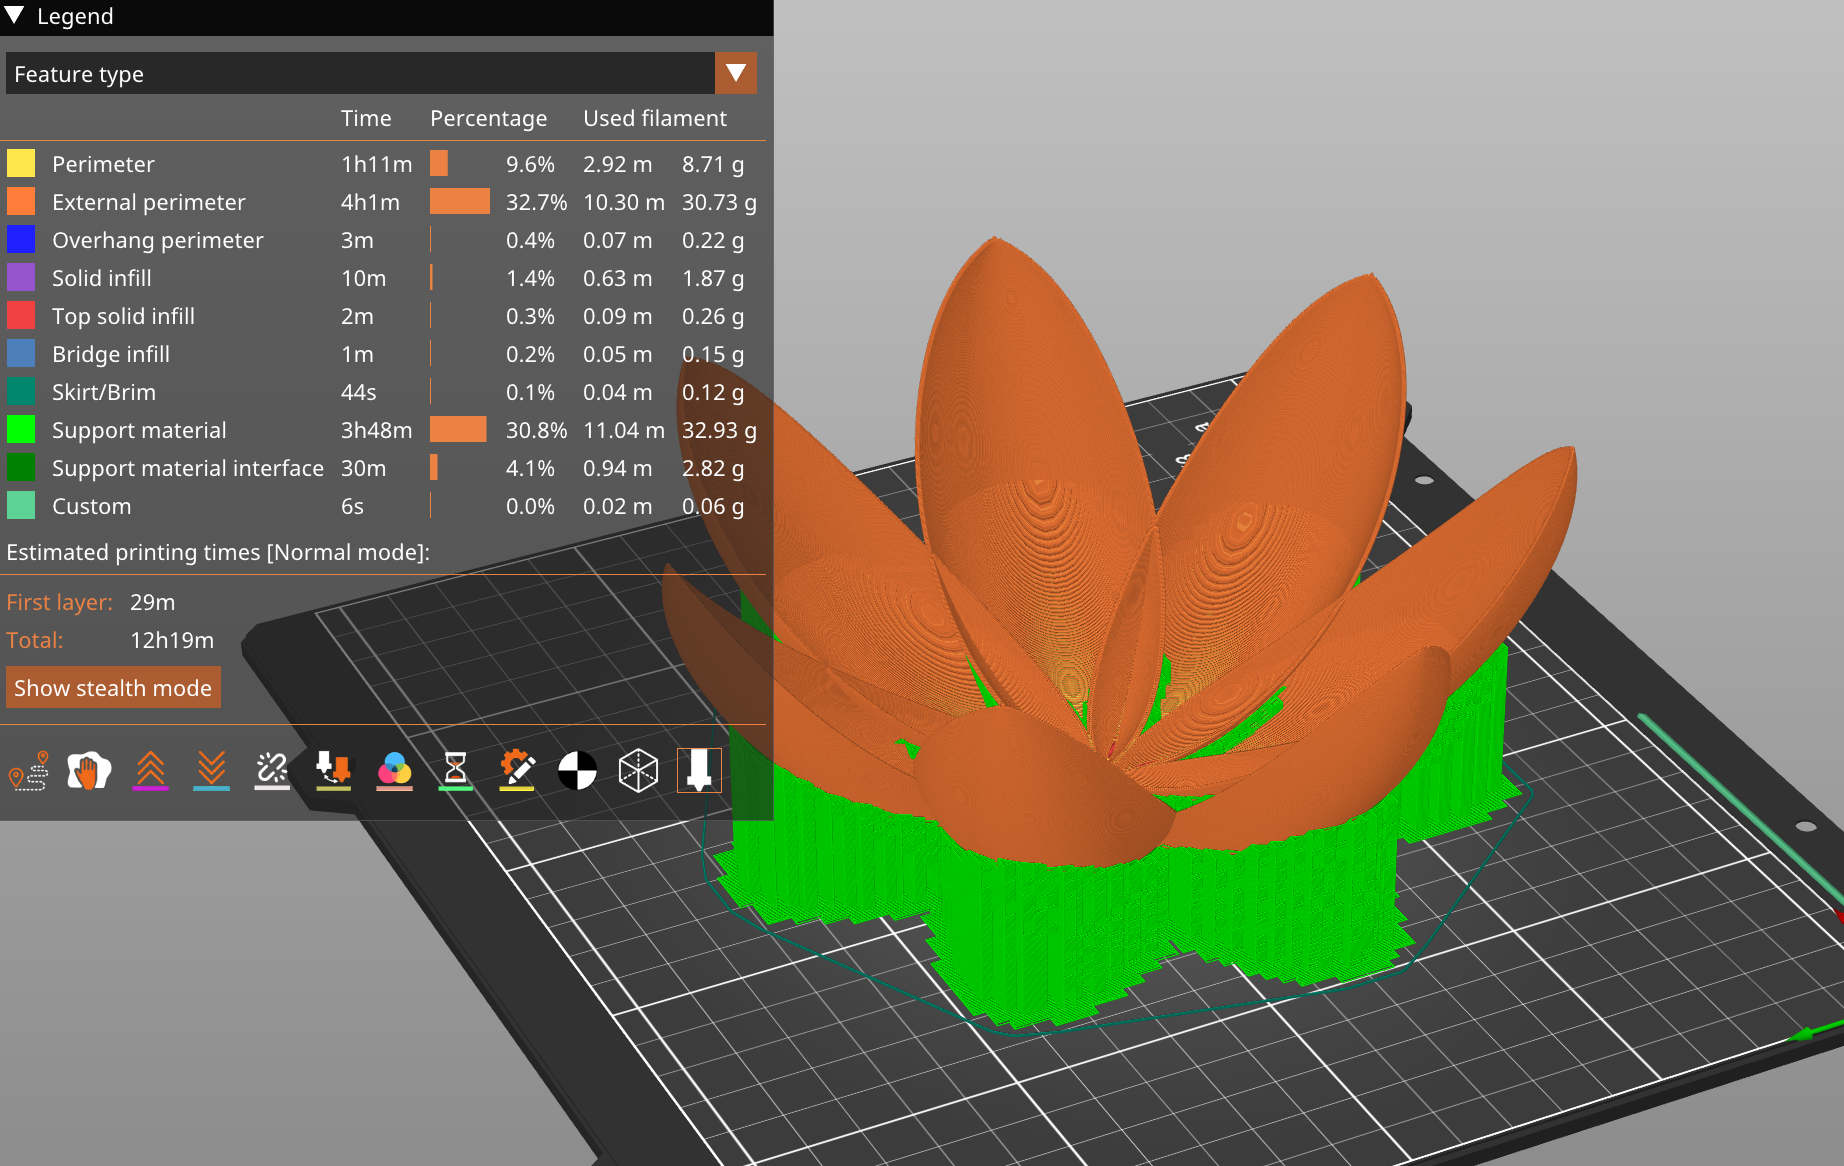 Legend
Feature type
Time Percentage Used filament
Perimeter 1h11m 9.6% 2.92 m 8.71 g
External perimeter 4h1m 32.7% 10.30 m 30.73 g
Overhang perimeter 3m 0.4% 0.07 m 0.22 g
Solid infill 10m 1.4% 0.63 m 1.87 g
Top solid infill 2m 0.3% 0.09 m 0.26 g
Bridge infill 1m 0.2% 0.05 m 0.15 g
Skirt/Brim 44s 0.1% 0.04 m 0.12 g
Support material 3h48m 30.8% 11.04 m 32.93 g
Support material interface 30m 4.1% 0.94 m 2.82 g
Custom 6s 0.0% 0.02 m 0.06 g
Estimated printing times [Normal mode]:
First layer: 29m
Total: 12h19m
Show stealth mode